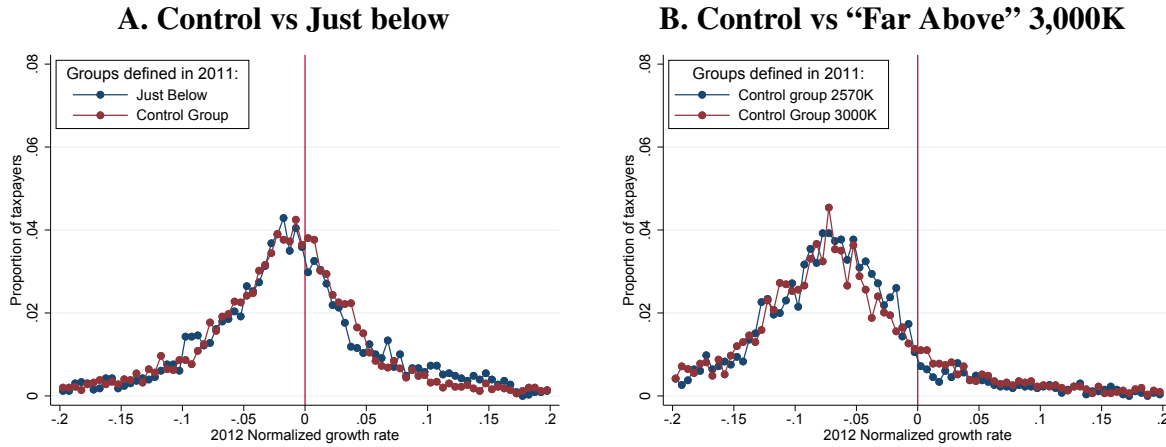 A. Control vs Just below
Proportion of taxpayers
0 .02 .04 .06 .08
Groups defined in 2011:
Just Below
Control Group
-.2 -.15 -.1 -.05 0 .05 .1 .15 .2
2012 Normalized growth rate
B. Control vs “Far Above” 3,000K
Proportion of taxpayers
0 .02 .04 .06 .08
Groups defined in 2011:
Control group 2570K
Control Group 3000K
-.2 -.15 -.1 -.05 0 .05 .1 .15 .2
2012 Normalized growth rate